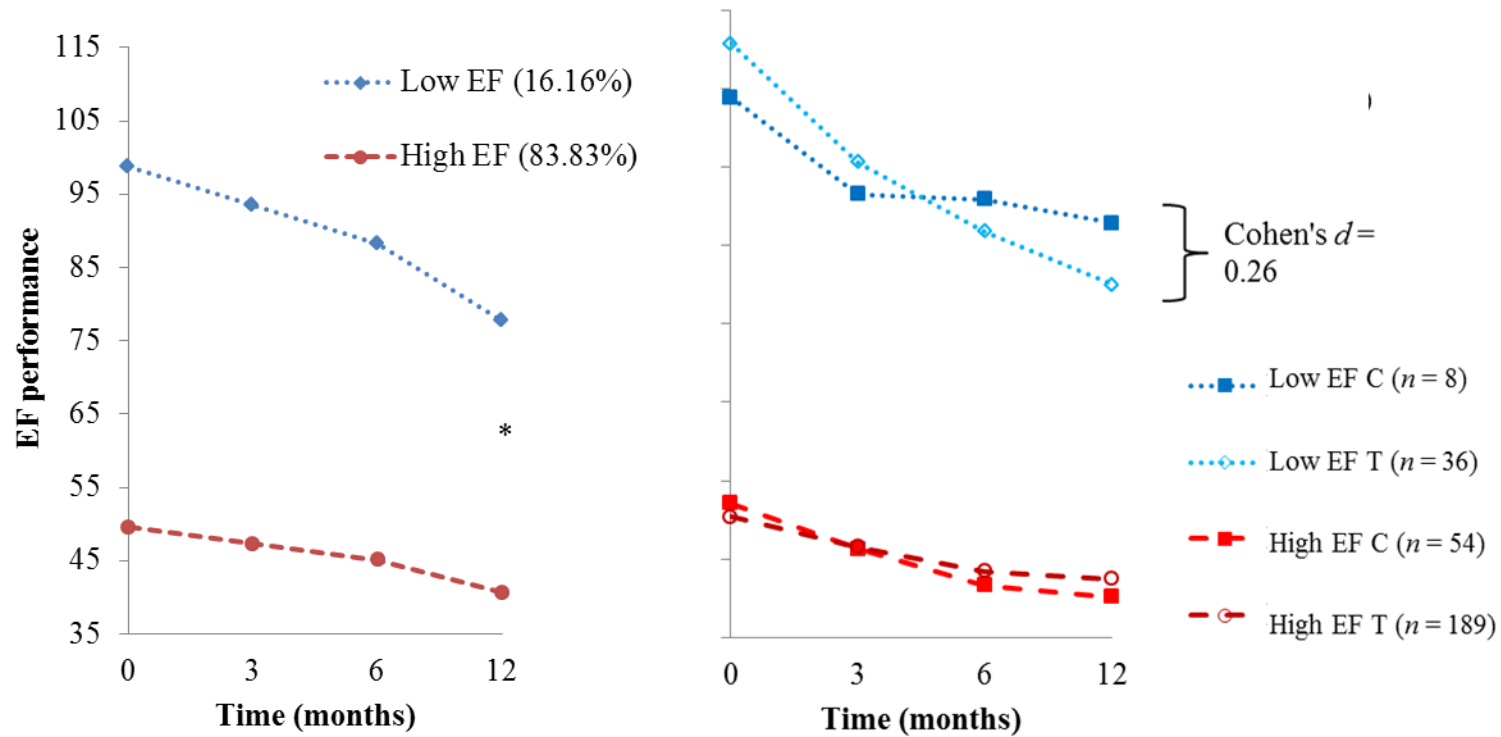 115
105
95
85
75
65
55
45
35
EF performance
Low EF (16.16%)
High EF (83.83%)
*
0 3 6 12
Time (months)
)
Cohen's d =
0.26
Low EF C (n = 8)
Low EF T (n = 36)
High EF C (n = 54)
High EF T (n = 189)
0 3 6 12
Time (months)